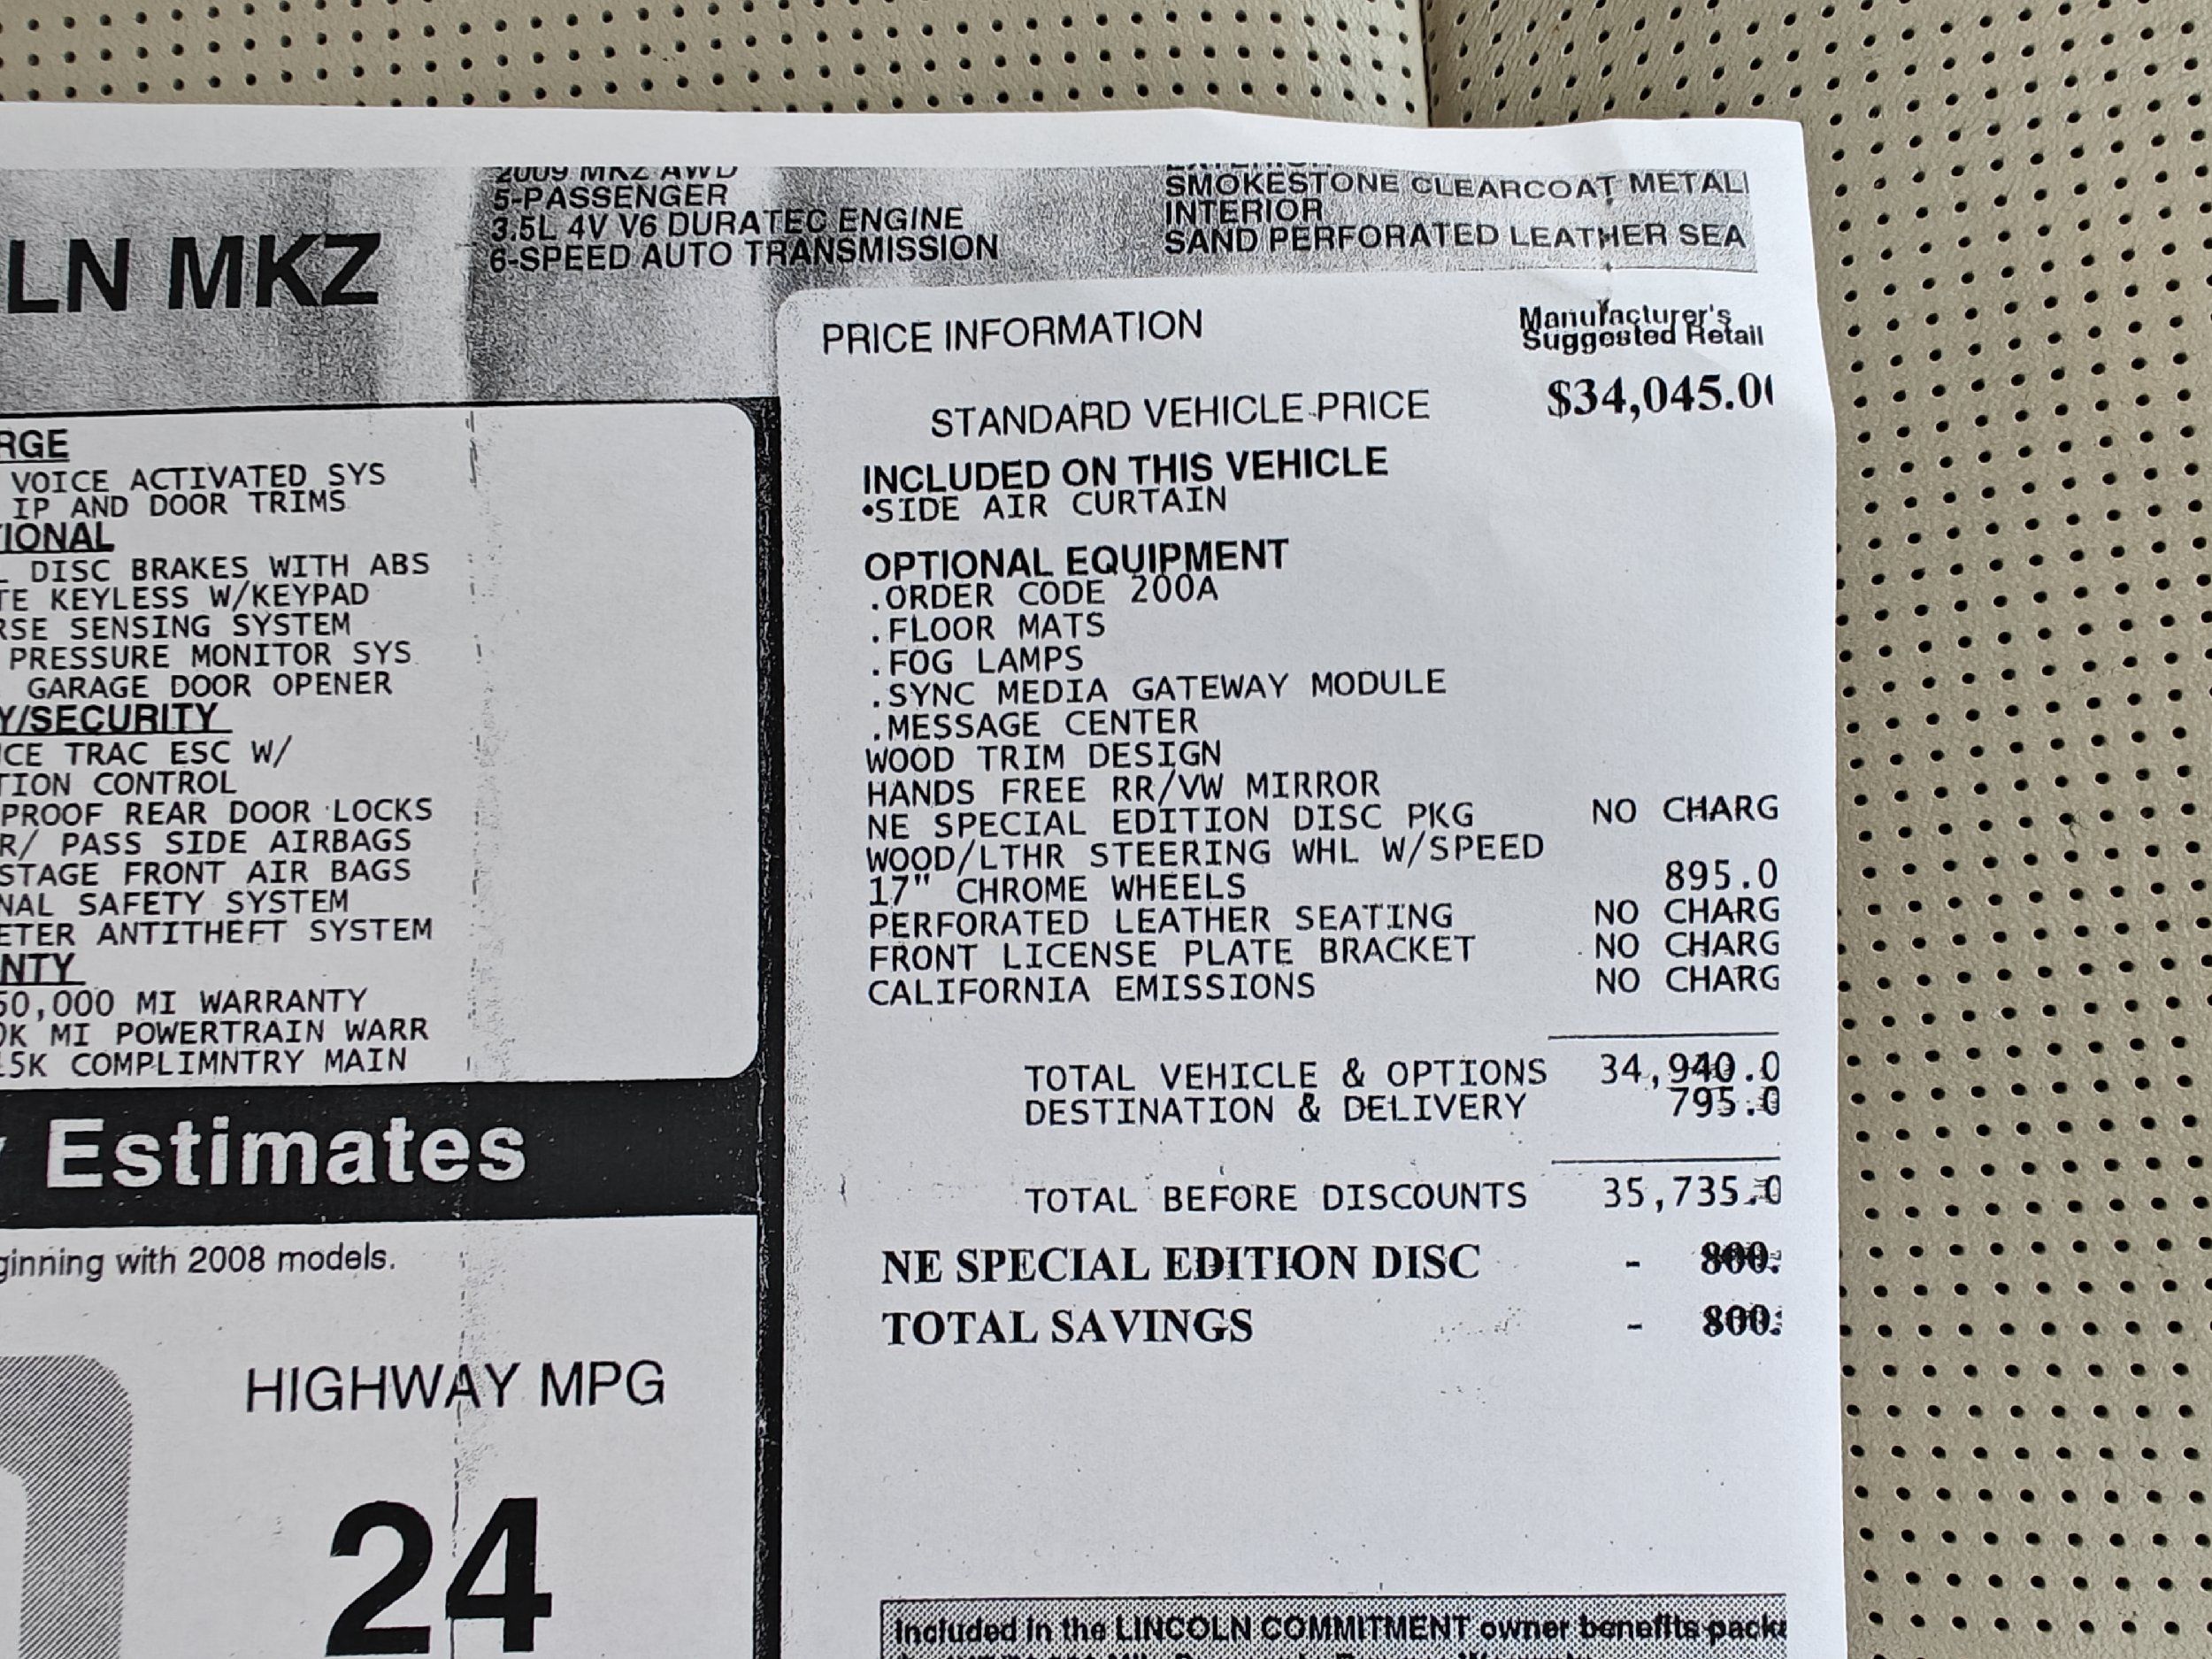 2009 MKZ AWD
5-PASSENGER
3.5L 4V V6 DURATEC ENGINE
6-SPEED AUTO TRANSMISSION
EXTERIOR
SMOKESTONE CLEARCOAT METALL
INTERIOR
SAND PERFORATED LEATHER SEA
LN MKZ
RGE
VOICE ACTIVATED SYS
IP AND DOOR TRIMS
TIONAL
L DISC BRAKES WITH ABS
TE KEYLESS W/KEYPAD
RSE SENSING SYSTEM
PRESSURE MONITOR SYS
GARAGE DOOR OPENER
Y/SECURITY
CE TRAC ESC W/
TION CONTROL
PROOF REAR DOOR LOCKS
R/ PASS SIDE AIRBAGS
STAGE FRONT AIR BAGS
NAL SAFETY SYSTEM
ETER ANTITHEFT SYSTEM
NTY
50,000 MI WARRANTY
0K MI POWERTRAIN WARR
15K COMPLIMNTRY MAIN
y Estimates
ginning with 2008 models.
HIGHWAY MPG
24
PRICE INFORMATION
Manufacturer's
Suggested Retail
STANDARD VEHICLE PRICE $34,045.00
INCLUDED ON THIS VEHICLE
•SIDE AIR CURTAIN
OPTIONAL EQUIPMENT
.ORDER CODE 200A
.FLOOR MATS
.FOG LAMPS
.SYNC MEDIA GATEWAY MODULE
.MESSAGE CENTER
WOOD TRIM DESIGN
HANDS FREE RR/VW MIRROR
NE SPECIAL EDITION DISC PKG NO CHARG
WOOD/LTHR STEERING WHL W/SPEED
17" CHROME WHEELS 895.0
PERFORATED LEATHER SEATING NO CHARG
FRONT LICENSE PLATE BRACKET NO CHARG
CALIFORNIA EMISSIONS NO CHARG
TOTAL VEHICLE & OPTIONS 34,940.0
DESTINATION & DELIVERY 795.0
TOTAL BEFORE DISCOUNTS 35,735.0
NE SPECIAL EDITION DISC - 800.
TOTAL SAVINGS - 800.
Included in the LINCOLN COMMITMENT owner benefits packa